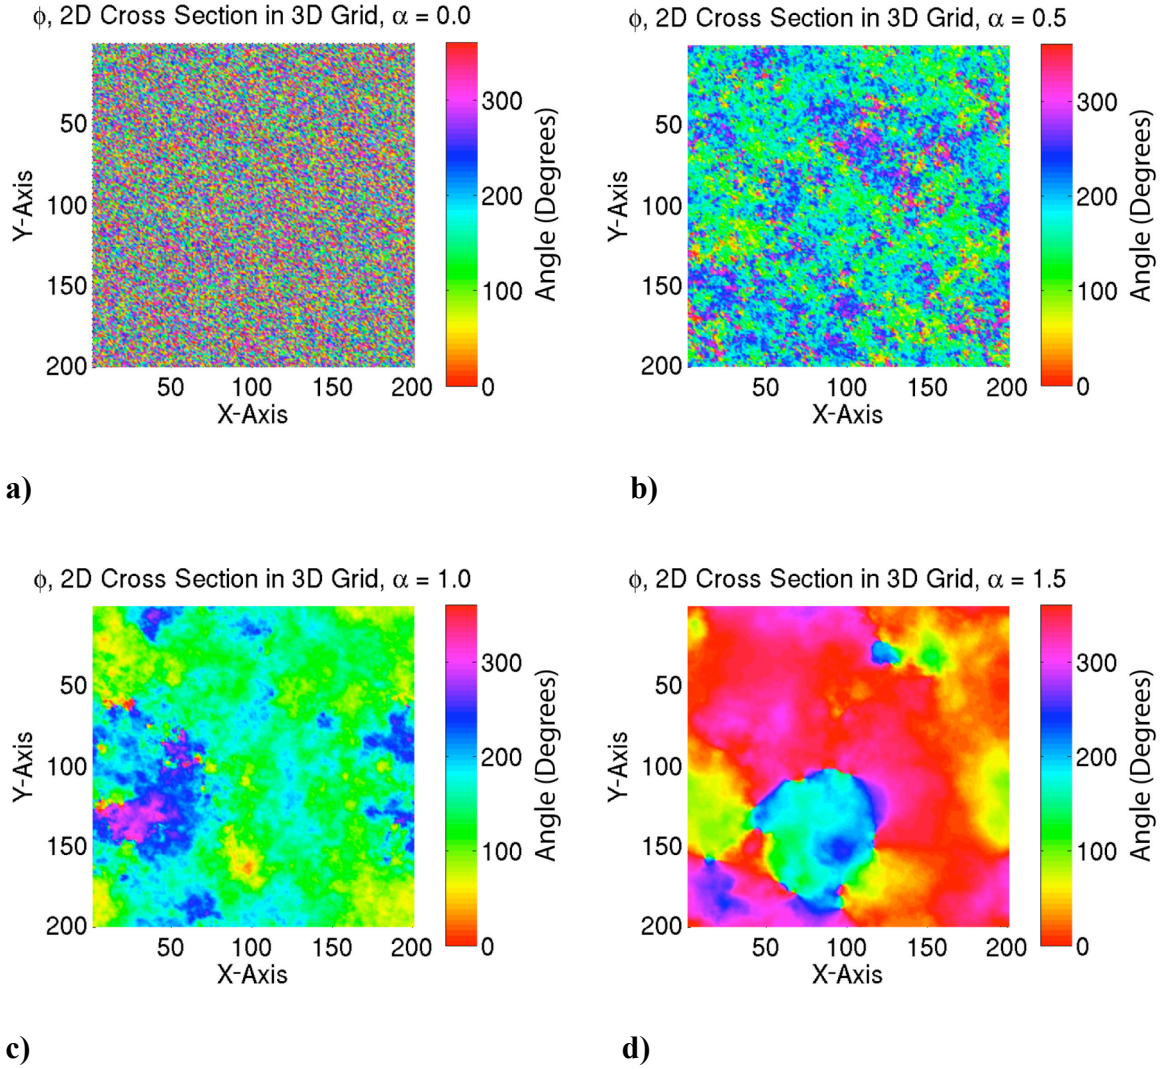 ϕ, 2D Cross Section in 3D Grid, α = 0.0
Y-Axis
50
100
150
200
50 100 150 200
X-Axis
300
200
100
0
Angle (Degrees)
a)
ϕ, 2D Cross Section in 3D Grid, α = 0.5
Y-Axis
50
100
150
200
50 100 150 200
X-Axis
300
200
100
0
Angle (Degrees)
b)
ϕ, 2D Cross Section in 3D Grid, α = 1.0
Y-Axis
50
100
150
200
50 100 150 200
X-Axis
300
200
100
0
Angle (Degrees)
c)
ϕ, 2D Cross Section in 3D Grid, α = 1.5
Y-Axis
50
100
150
200
50 100 150 200
X-Axis
300
200
100
0
Angle (Degrees)
d)